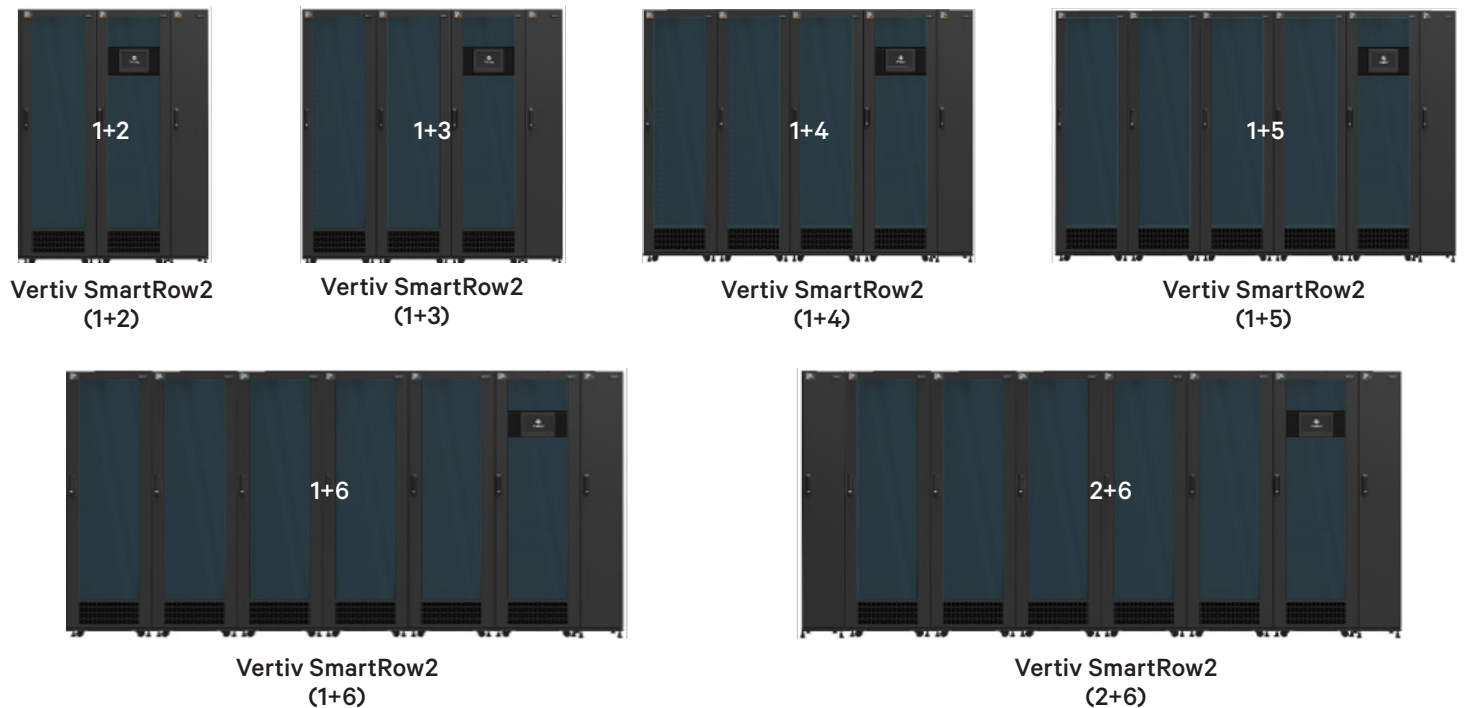 1+2
1+3
1+4
1+5
Vertiv SmartRow2
(1+2)
Vertiv SmartRow2
(1+3)
Vertiv SmartRow2
(1+4)
Vertiv SmartRow2
(1+5)
1+6
2+6
Vertiv SmartRow2
(1+6)
Vertiv SmartRow2
(2+6)